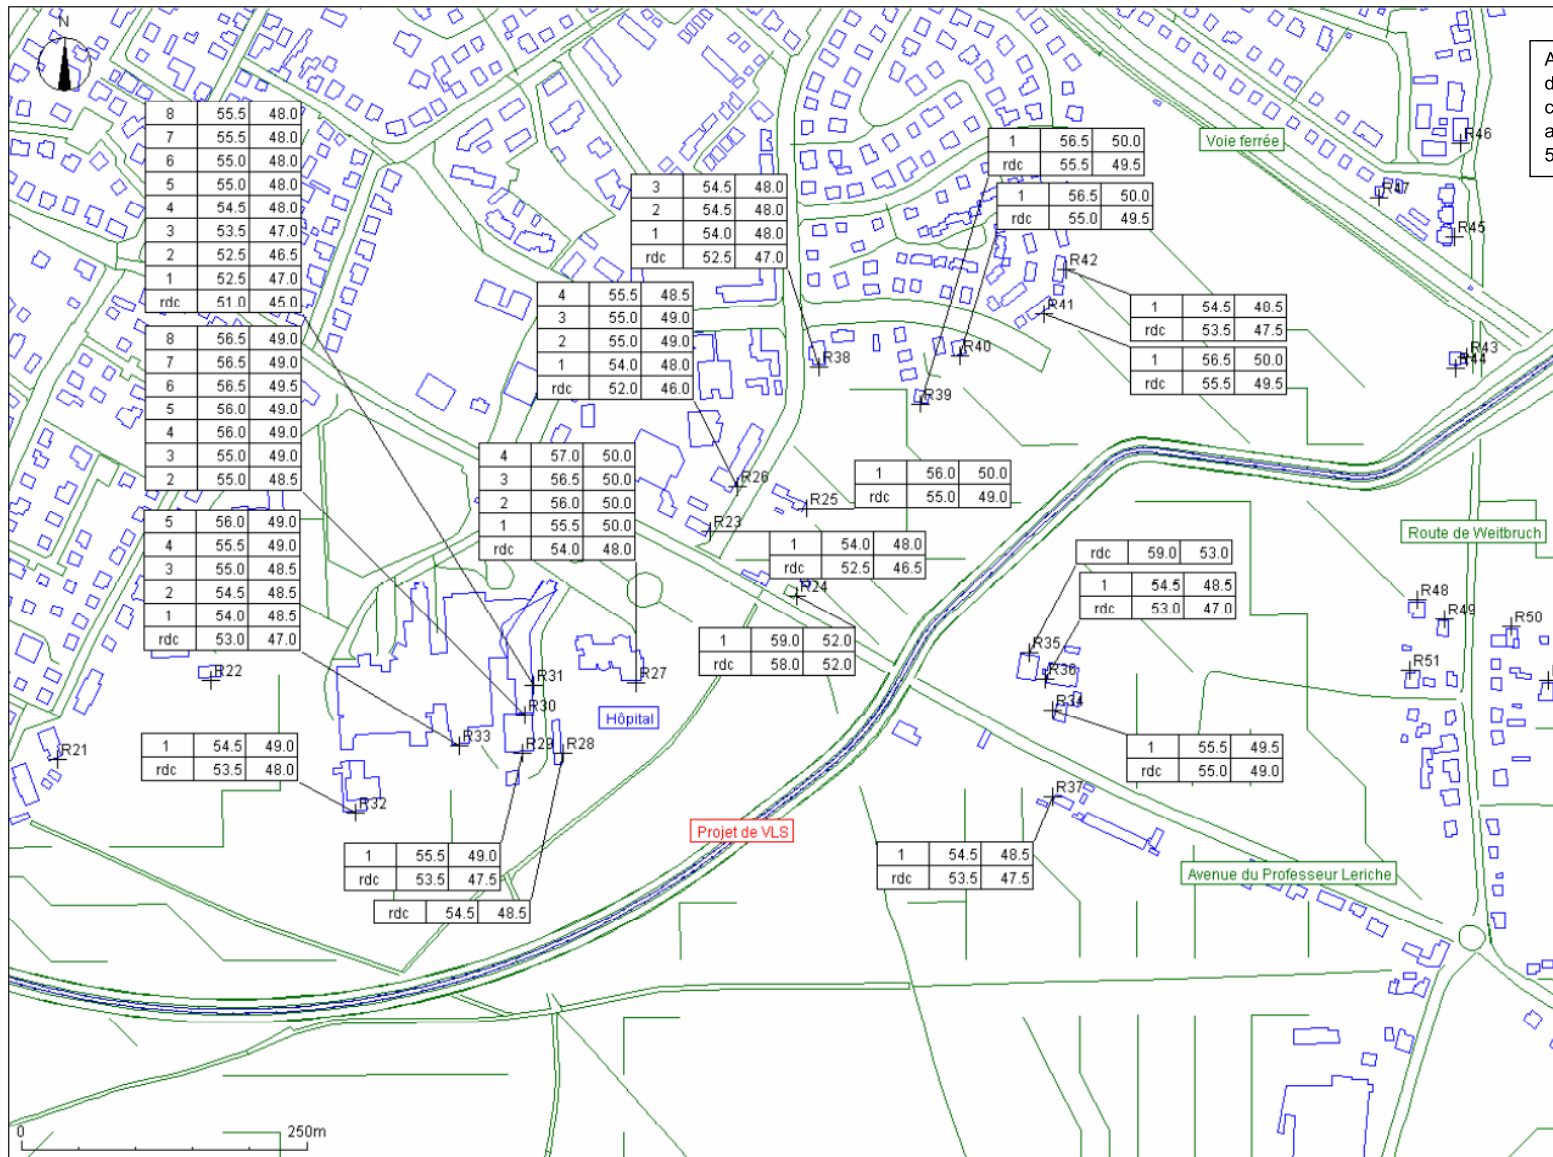 N
A
d
c
a
5
8 55.5 48.0
7 55.5 48.0
6 55.0 48.0
5 55.0 48.0
4 54.5 48.0
3 53.5 47.0
2 52.5 46.5
1 52.5 47.0
rdc 51.0 45.0
8 56.5 49.0
7 56.5 49.0
6 56.5 49.5
5 56.0 49.0
4 56.0 49.0
3 55.0 49.0
2 55.0 48.5
5 56.0 49.0
4 55.5 49.0
3 55.0 48.5
2 54.5 48.5
1 54.0 48.5
rdc 53.0 47.0
1 54.5 49.0
rdc 53.5 48.0
1 55.5 49.0
rdc 53.5 47.5
rdc 54.5 48.5
3 54.5 48.0
2 54.5 48.0
1 54.0 48.0
rdc 52.5 47.0
4 55.5 48.5
3 55.0 49.0
2 55.0 49.0
1 54.0 48.0
rdc 52.0 46.0
4 57.0 50.0
3 56.5 50.0
2 56.0 50.0
1 55.5 50.0
rdc 54.0 48.0
1 56.5 50.0
rdc 55.5 49.5
1 56.5 50.0
rdc 55.0 49.5
1 54.5 48.5
rdc 53.5 47.5
1 56.5 50.0
rdc 55.5 49.5
1 56.0 50.0
rdc 55.0 49.0
1 54.0 48.0
rdc 52.5 46.5
1 59.0 52.0
rdc 58.0 52.0
rdc 59.0 53.0
1 54.5 48.5
rdc 53.0 47.0
1 55.5 49.5
rdc 55.0 49.0
1 54.5 48.5
rdc 53.5 47.5
Voie ferrée
R46
R47
R45
R42
R41
R43
R44
R38
R40
R39
R26
R25
R23
R24
Route de Weitbruch
R48
R49
R50
R51
R35
R36
R34
R22
R31
R27
R30
Hôpital
R33
R29
R28
R21
R32
R37
Projet de VLS
Avenue du Professeur Leriche
0 250m